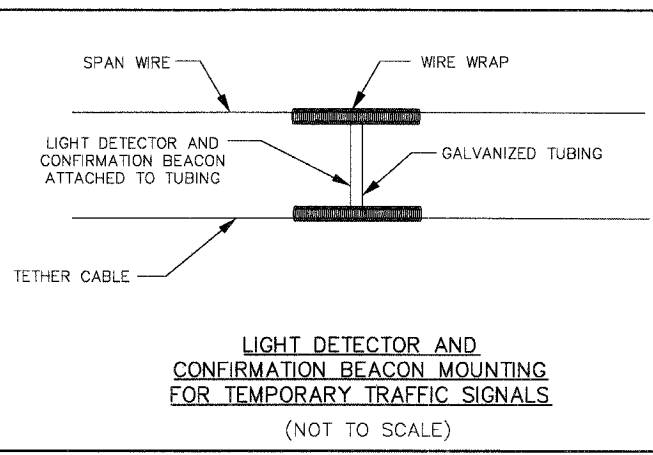 SPAN WIRE
WIRE WRAP
LIGHT DETECTOR AND
CONFIRMATION BEACON
ATTACHED TO TUBING
GALVANIZED TUBING
TETHER CABLE
LIGHT DETECTOR AND
CONFIRMATION BEACON MOUNTING
FOR TEMPORARY TRAFFIC SIGNALS
(NOT TO SCALE)